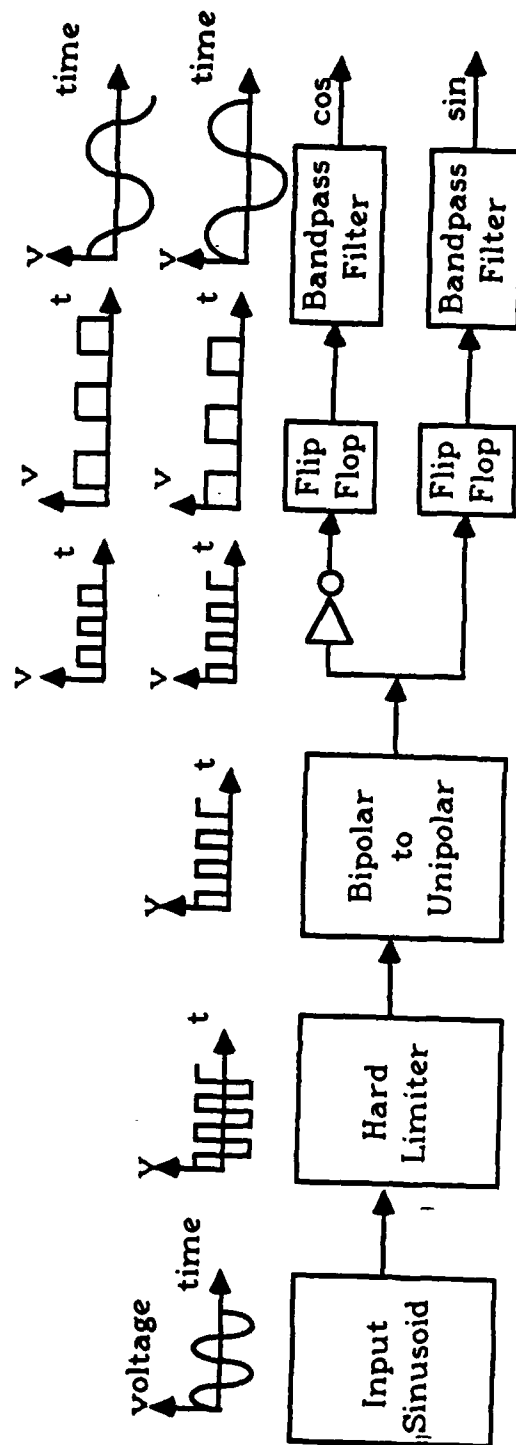 voltage
time
v
t
v
t
v
t
v
t
v
t
v
t
v
time
v
time
Input
Sinusoid
Hard
Limiter
Bipolar
to
Unipolar
Flip
Flop
Bandpass
Filter
cos
Flip
Flop
Bandpass
Filter
sin